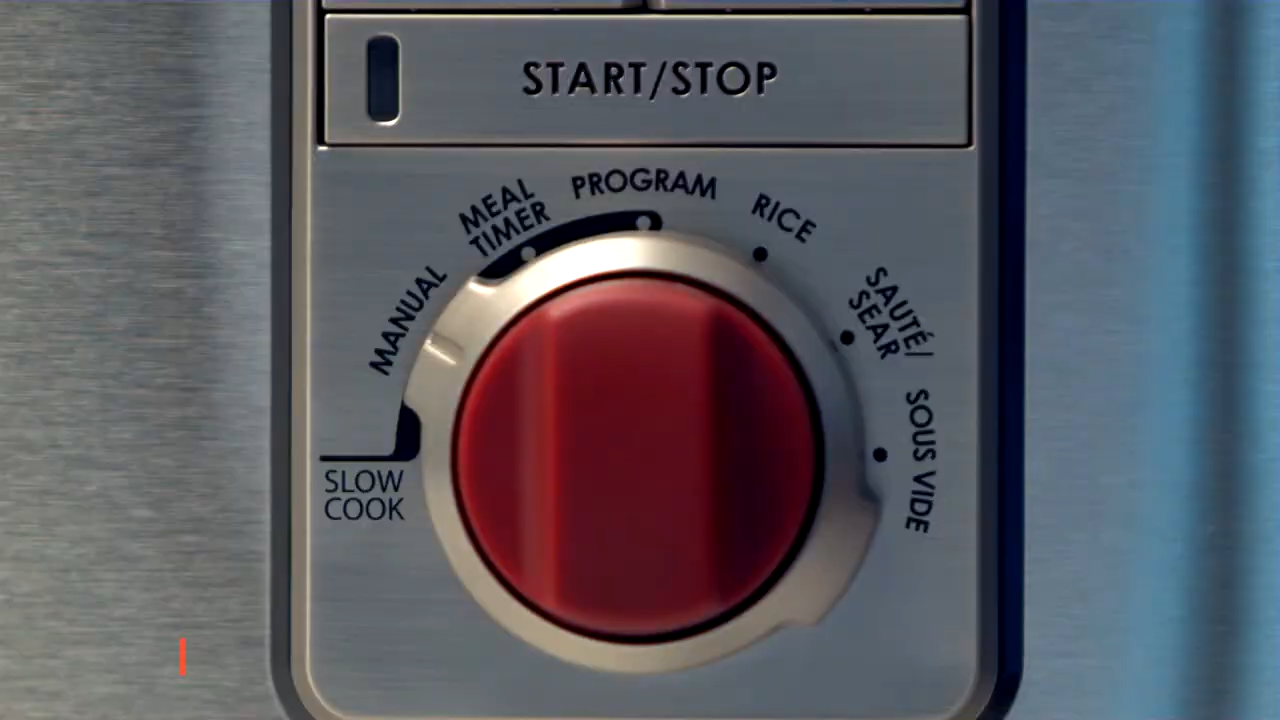 START/STOP
MEAL
TIMER
PROGRAM
RICE
MANUAL
SAUTÉ/
SEAR
SOUS VIDE
SLOW
COOK